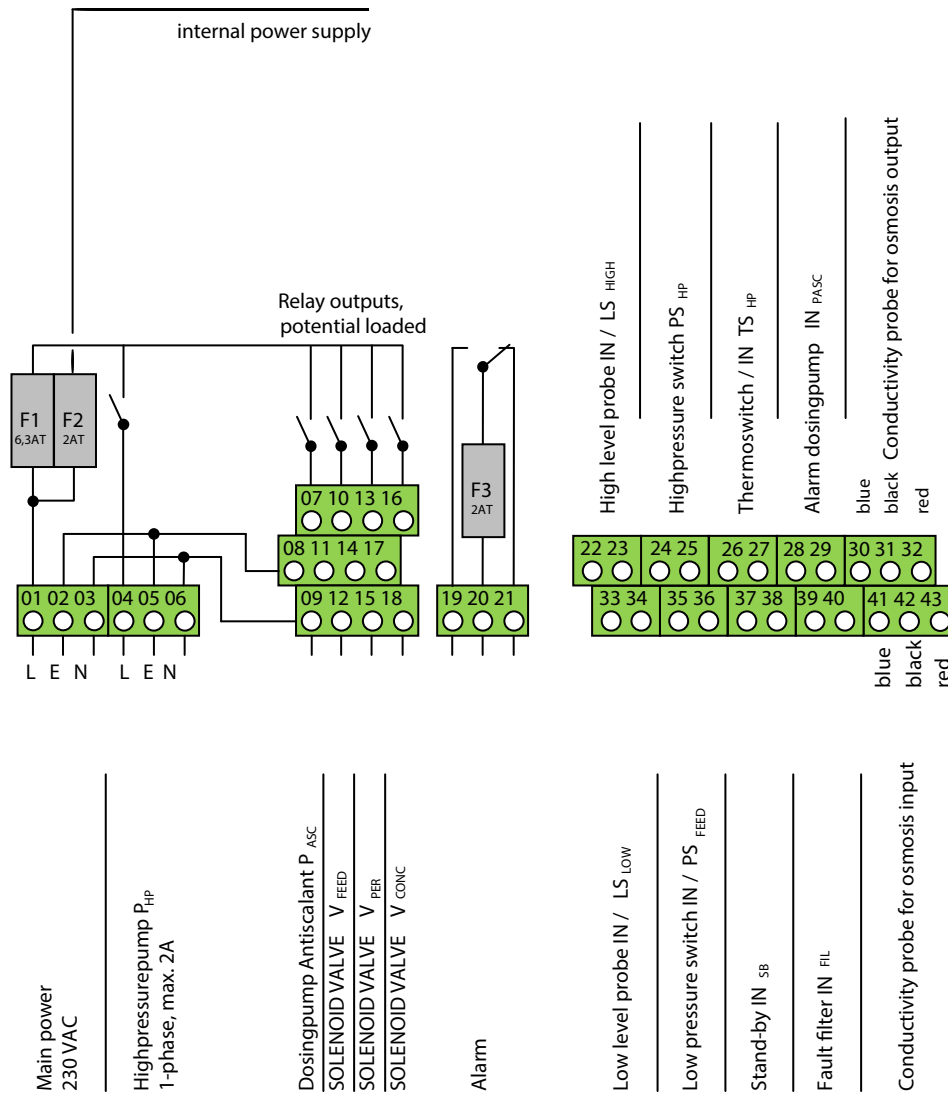 internal power supply
Relay outputs,
potential loaded
F1
6,3AT
F2
2AT
F3
2AT
High level probe IN / LS HIGH
Highpressure switch PS HP
Thermoswitch / IN TS HP
Alarm dosingpump IN PASC
blue
black
red
Conductivity probe for osmosis output
07 10 13 16
08 11 14 17
09 12 15 18
01 02 03 04 05 06
19 20 21
22 23 24 25 26 27 28 29 30 31 32
33 34 35 36 37 38 39 40 41 42 43
L E N L E N
blue
black
red
Main power
230 VAC
Highpressurepump PHP
1-phase, max. 2A
Dosingpump Antiscalant P ASC
SOLENOID VALVE V FEED
SOLENOID VALVE V PER
SOLENOID VALVE V CONC
Alarm
Low level probe IN / LS LOW
Low pressure switch IN / PS FEED
Stand-by IN SB
Fault filter IN FIL
Conductivity probe for osmosis input